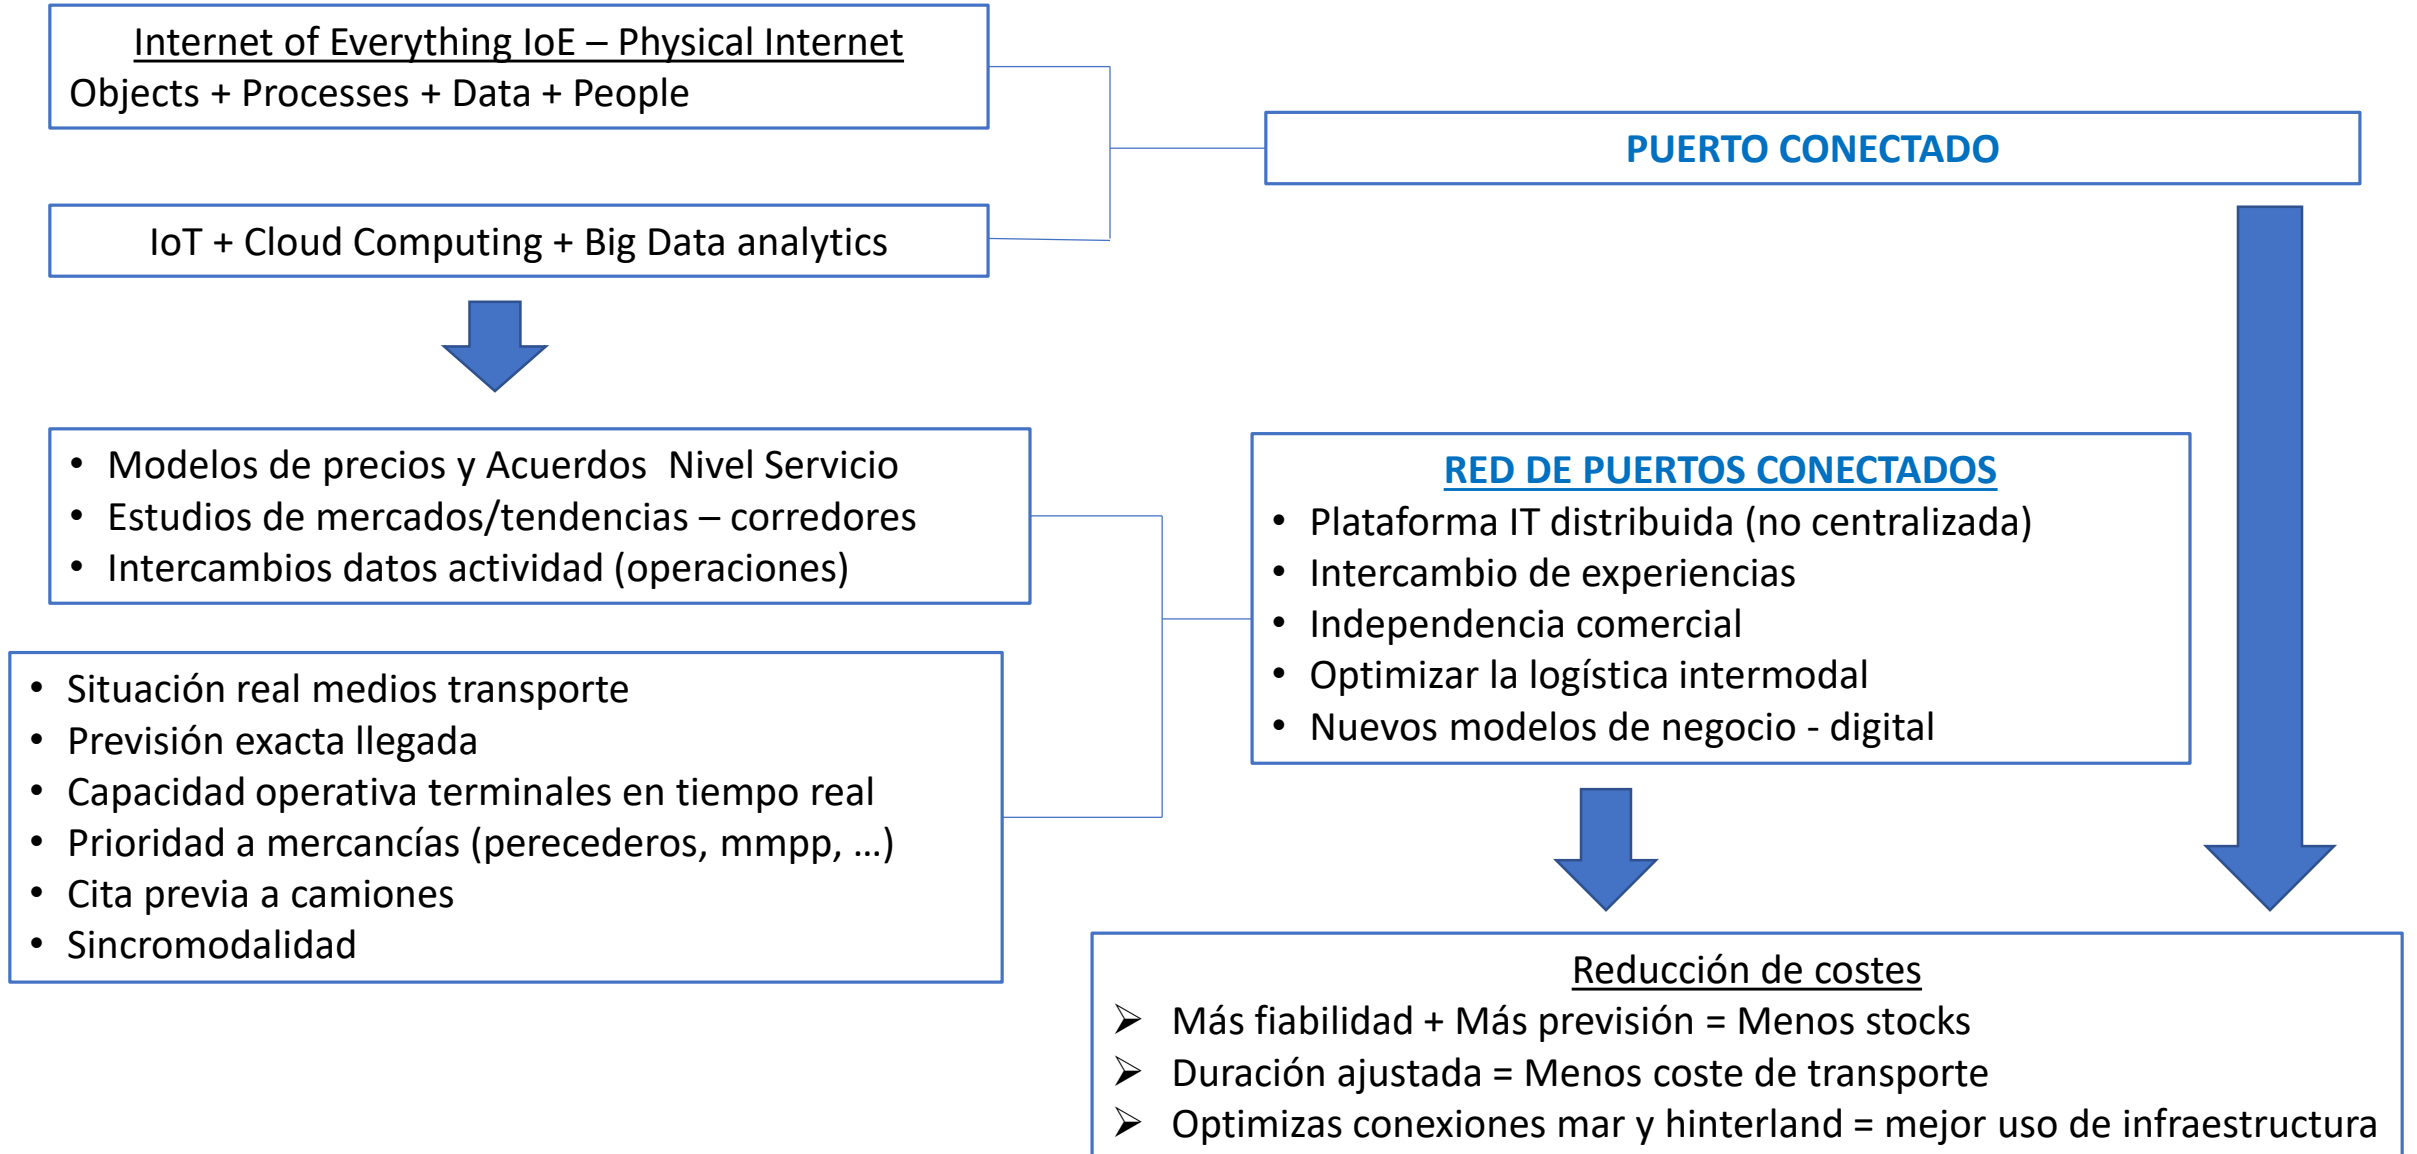 Internet of Everything IoE – Physical Internet
Objects + Processes + Data + People
PUERTO CONECTADO
IoT + Cloud Computing + Big Data analytics
• Modelos de precios y Acuerdos  Nivel Servicio
• Estudios de mercados/tendencias – corredores
• Intercambios datos actividad (operaciones)
RED DE PUERTOS CONECTADOS
• Plataforma IT distribuida (no centralizada)
• Intercambio de experiencias
• Independencia comercial
• Optimizar la logística intermodal
• Nuevos modelos de negocio - digital
• Situación real medios transporte
• Previsión exacta llegada
• Capacidad operativa terminales en tiempo real
• Prioridad a mercancías (perecederos, mmpp, …)
• Cita previa a camiones
• Sincromodalidad
Reducción de costes
➢ Más fiabilidad + Más previsión = Menos stocks
➢ Duración ajustada = Menos coste de transporte
➢ Optimizas conexiones mar y hinterland = mejor uso de infraestructura